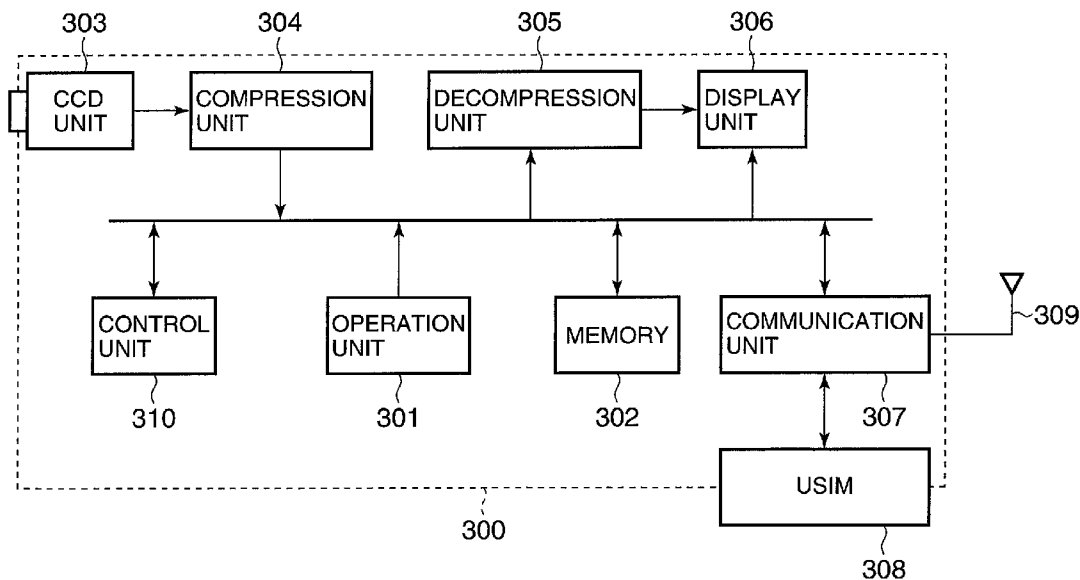 303
304
305
306
CCD
UNIT
COMPRESSION
UNIT
DECOMPRESSION
UNIT
DISPLAY
UNIT
CONTROL
UNIT
OPERATION
UNIT
MEMORY
COMMUNICATION
UNIT
309
310
301
302
307
USIM
300
308